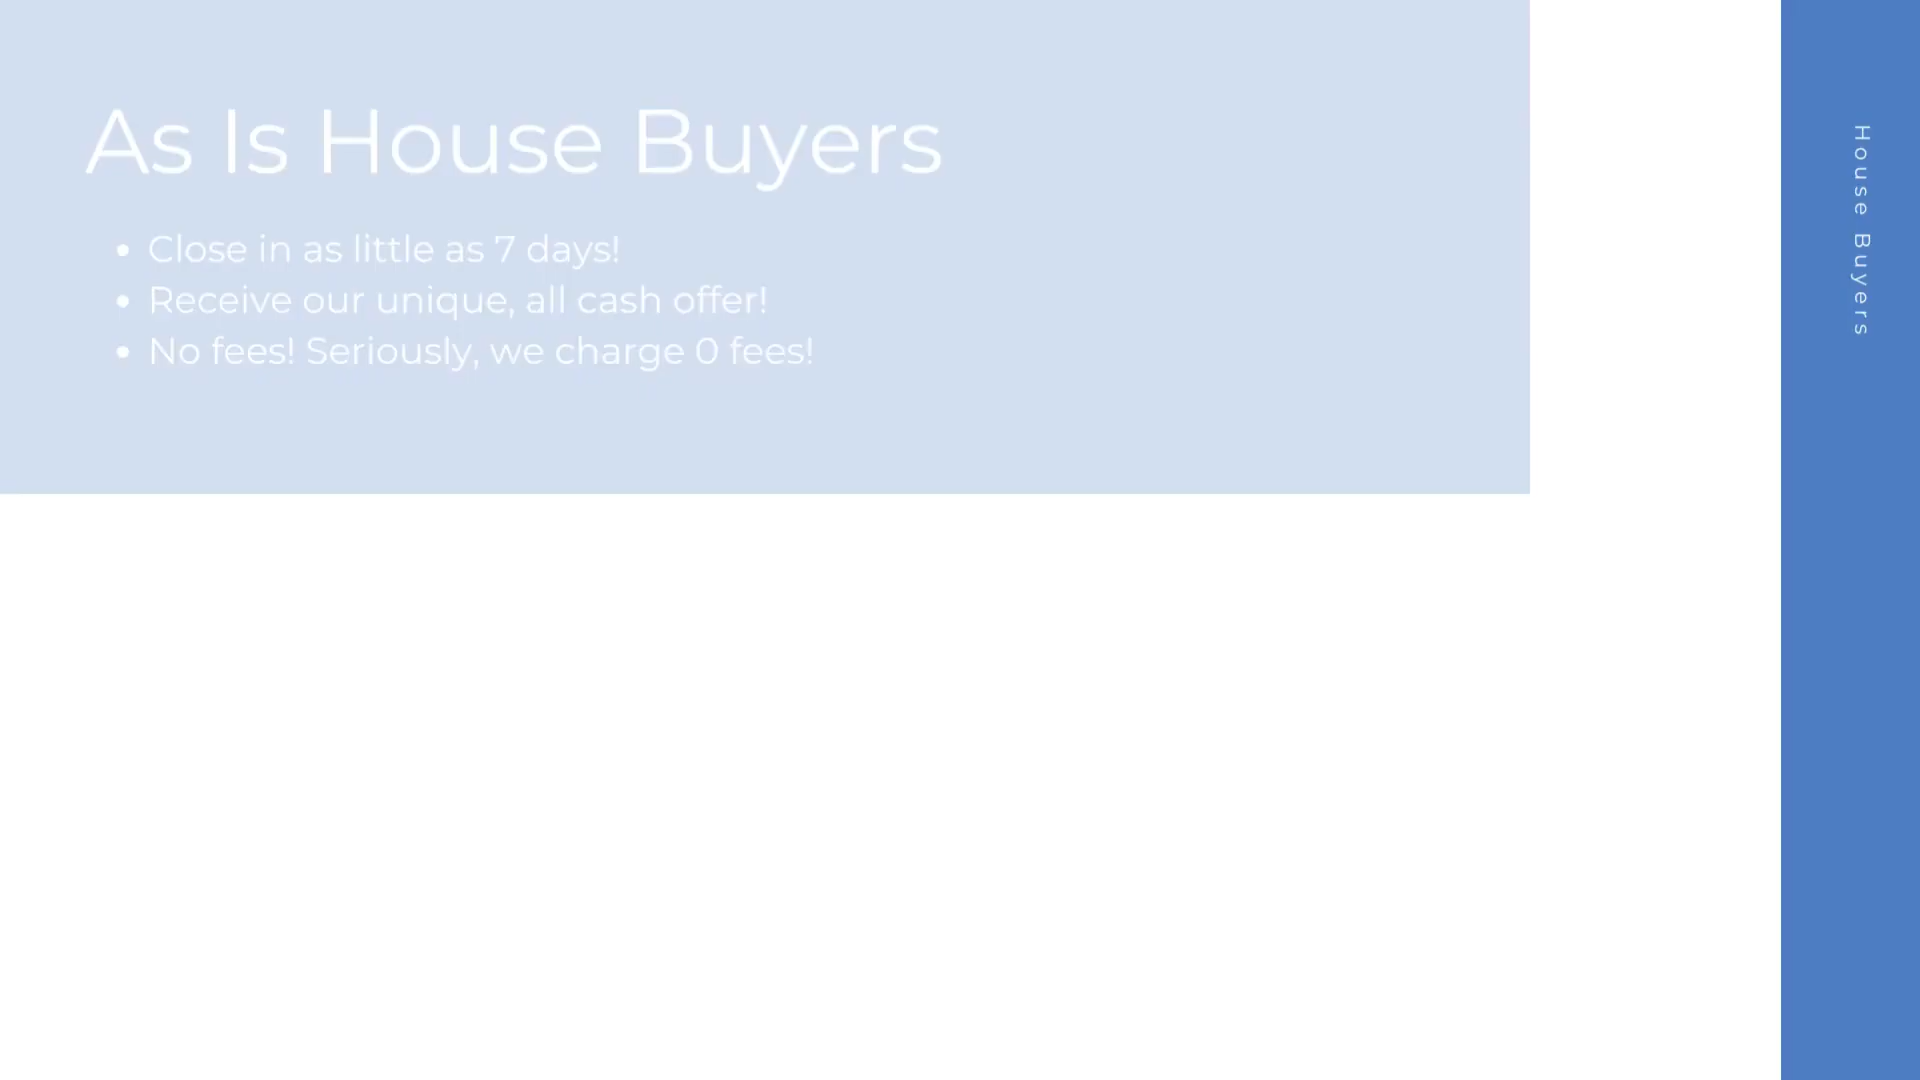 As Is House Buyers
• Close in as little as 7 days!
• Receive our unique, all cash offer!
• No fees! Seriously, we charge 0 fees!
House Buyers